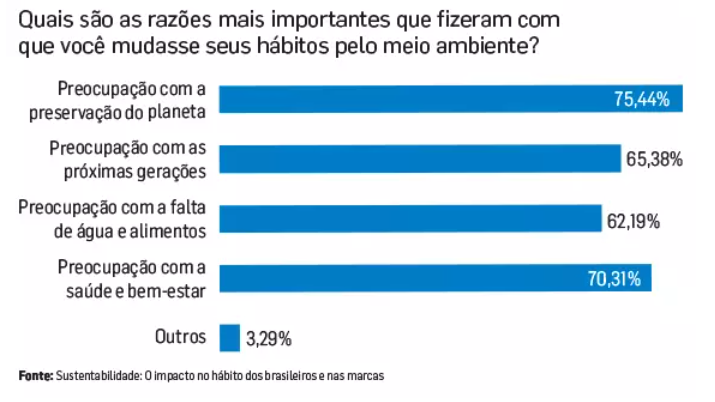 Quais são as razões mais importantes que fizeram com
que você mudasse seus hábitos pelo meio ambiente?
Preocupação com a
preservação do planeta
75,44%
Preocupação com as
próximas gerações
65,38%
Preocupação com a falta
de água e alimentos
62,19%
Preocupação com a
saúde e bem-estar
70,31%
Outros
3,29%
Fonte: Sustentabilidade: O impacto no hábito dos brasileiros e nas marcas